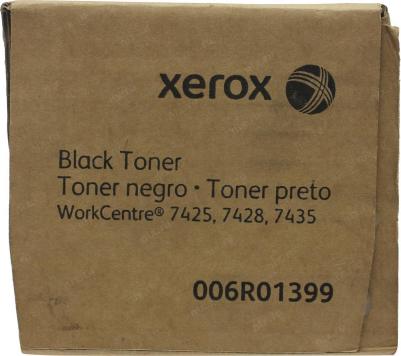 xerox
Black Toner
Toner negro • Toner preto
WorkCentre® 7425, 7428, 7435
006R01399